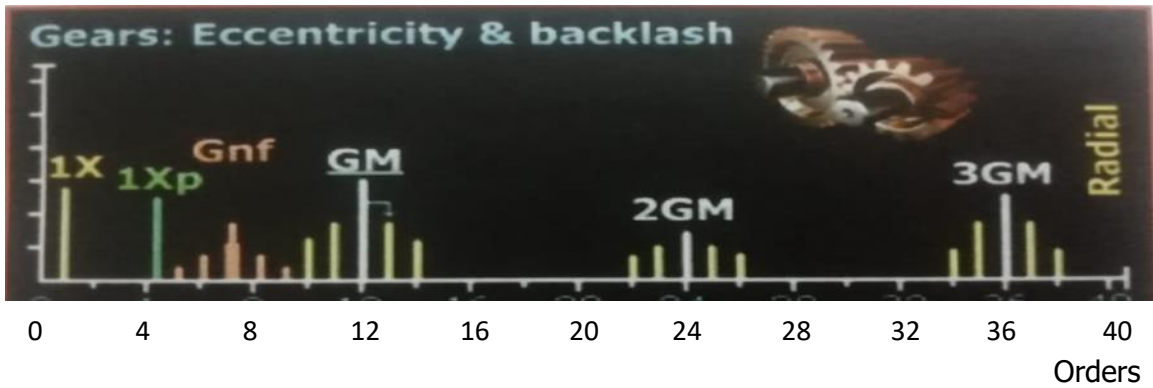 Gears: Eccentricity & backlash
1X
1Xp
Gnf
GM
2GM
3GM
Radial
0 4 8 12 16 20 24 28 32 36 40
Orders